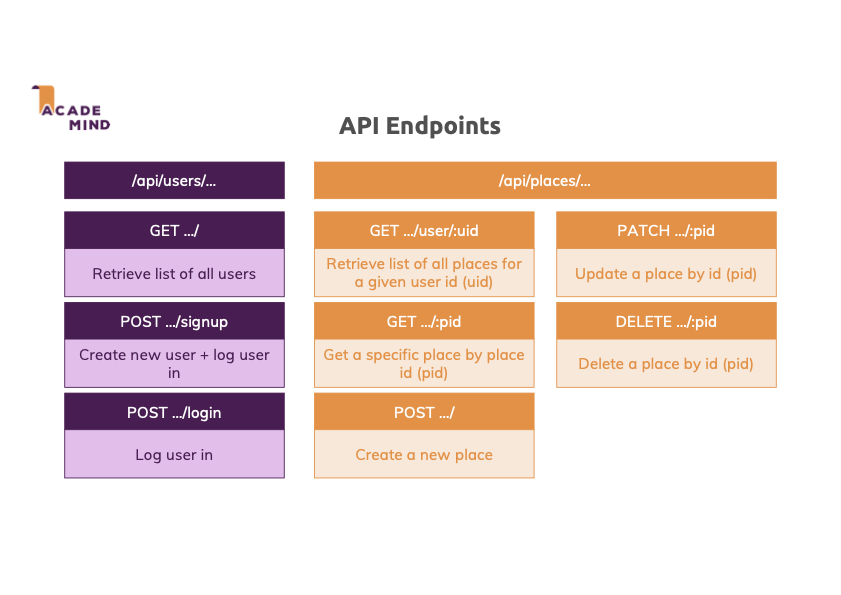 ACADE
MIND
API Endpoints
/api/users/...
GET .../
Retrieve list of all users
POST .../signup
Create new user + log user
in
POST .../login
Log user in
/api/places/...
GET .../user/:uid
Retrieve list of all places for
a given user id (uid)
GET .../:pid
Get a specific place by place
id (pid)
POST .../
Create a new place
PATCH .../:pid
Update a place by id (pid)
DELETE .../:pid
Delete a place by id (pid)